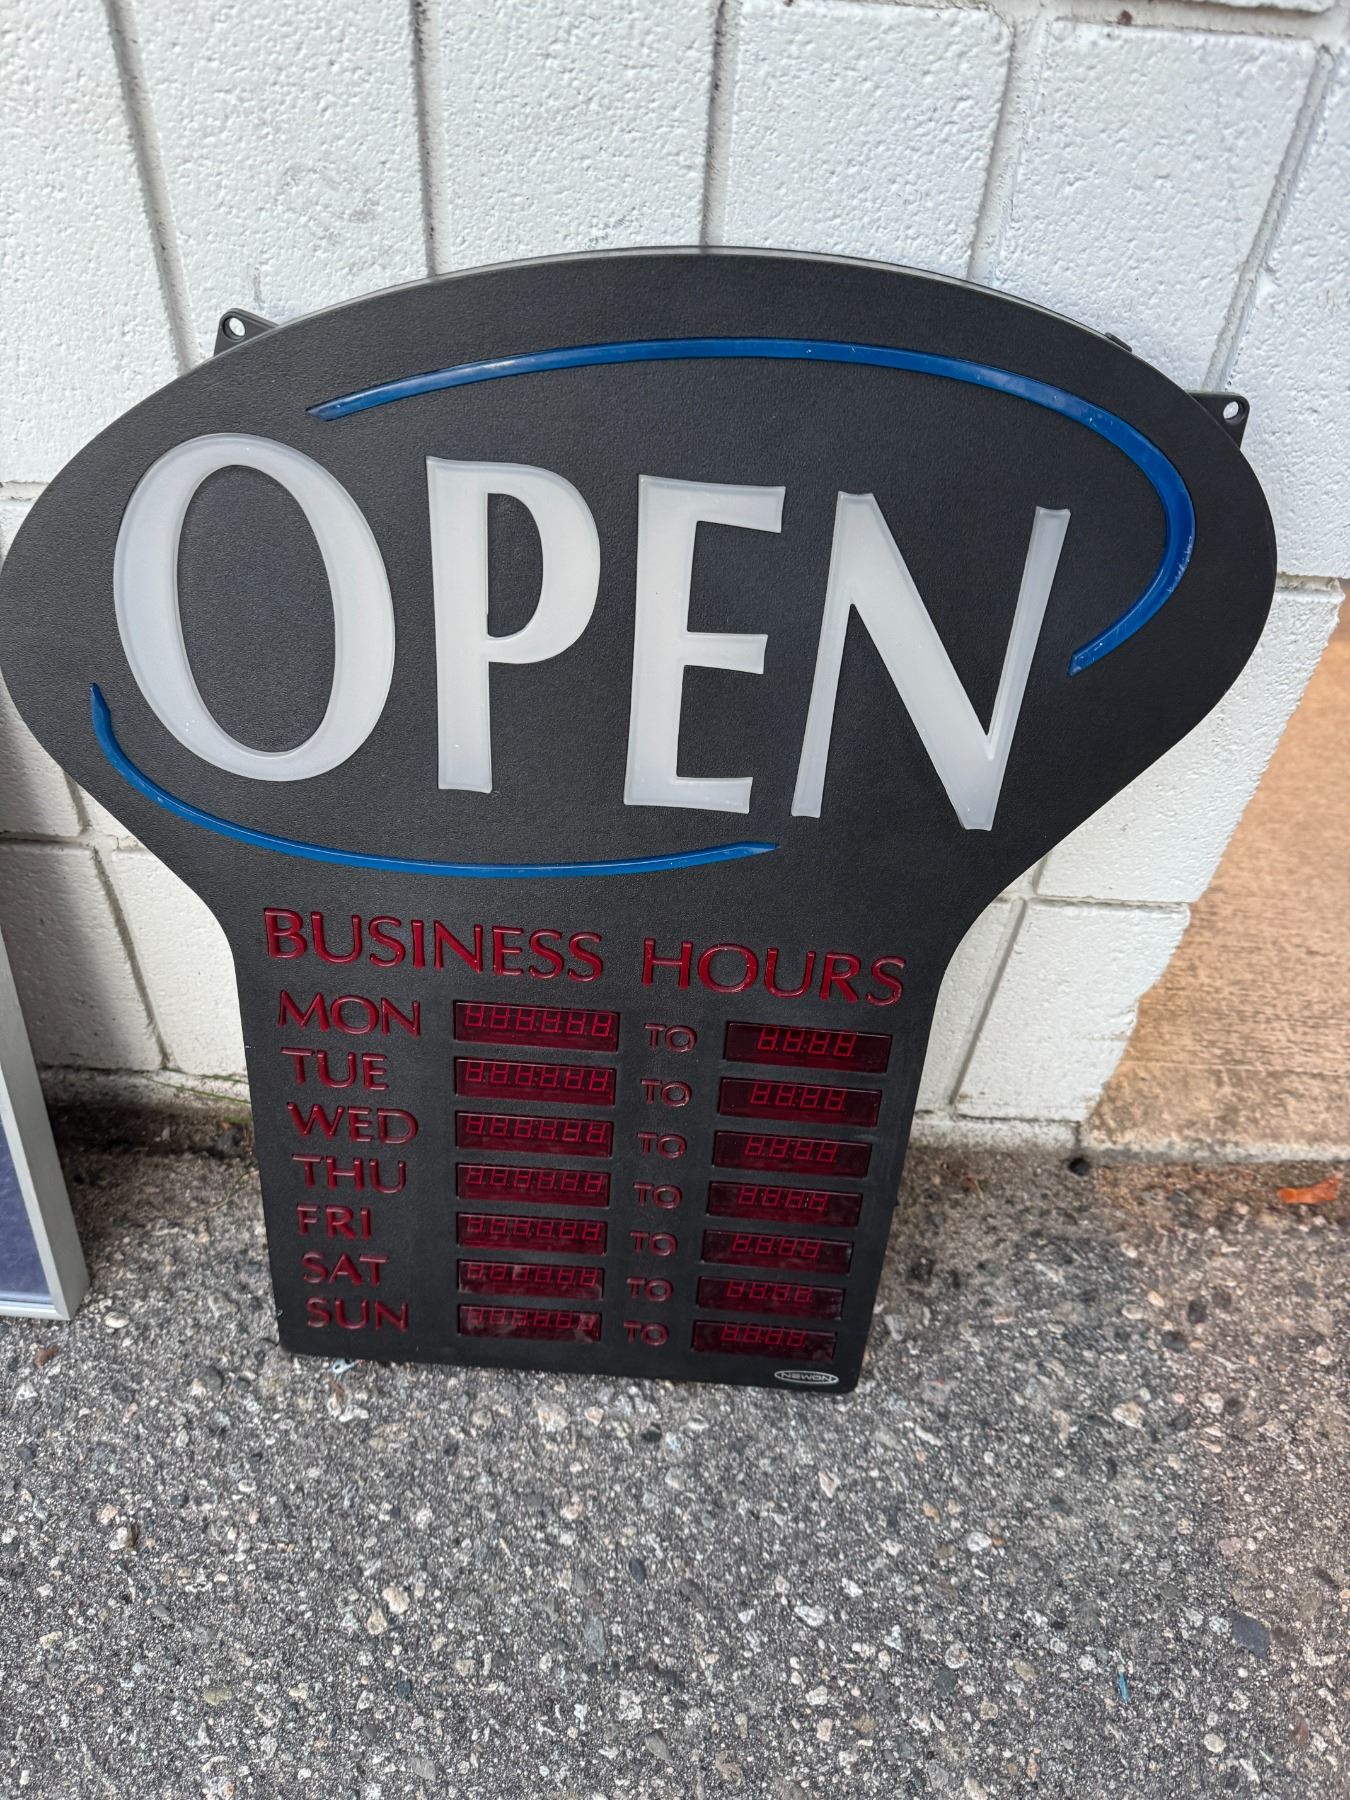 OPEN
BUSINESS HOURS
MON TO
TUE TO
WED TO
THU TO
FRI TO
SAT TO
SUN TO
NEWON